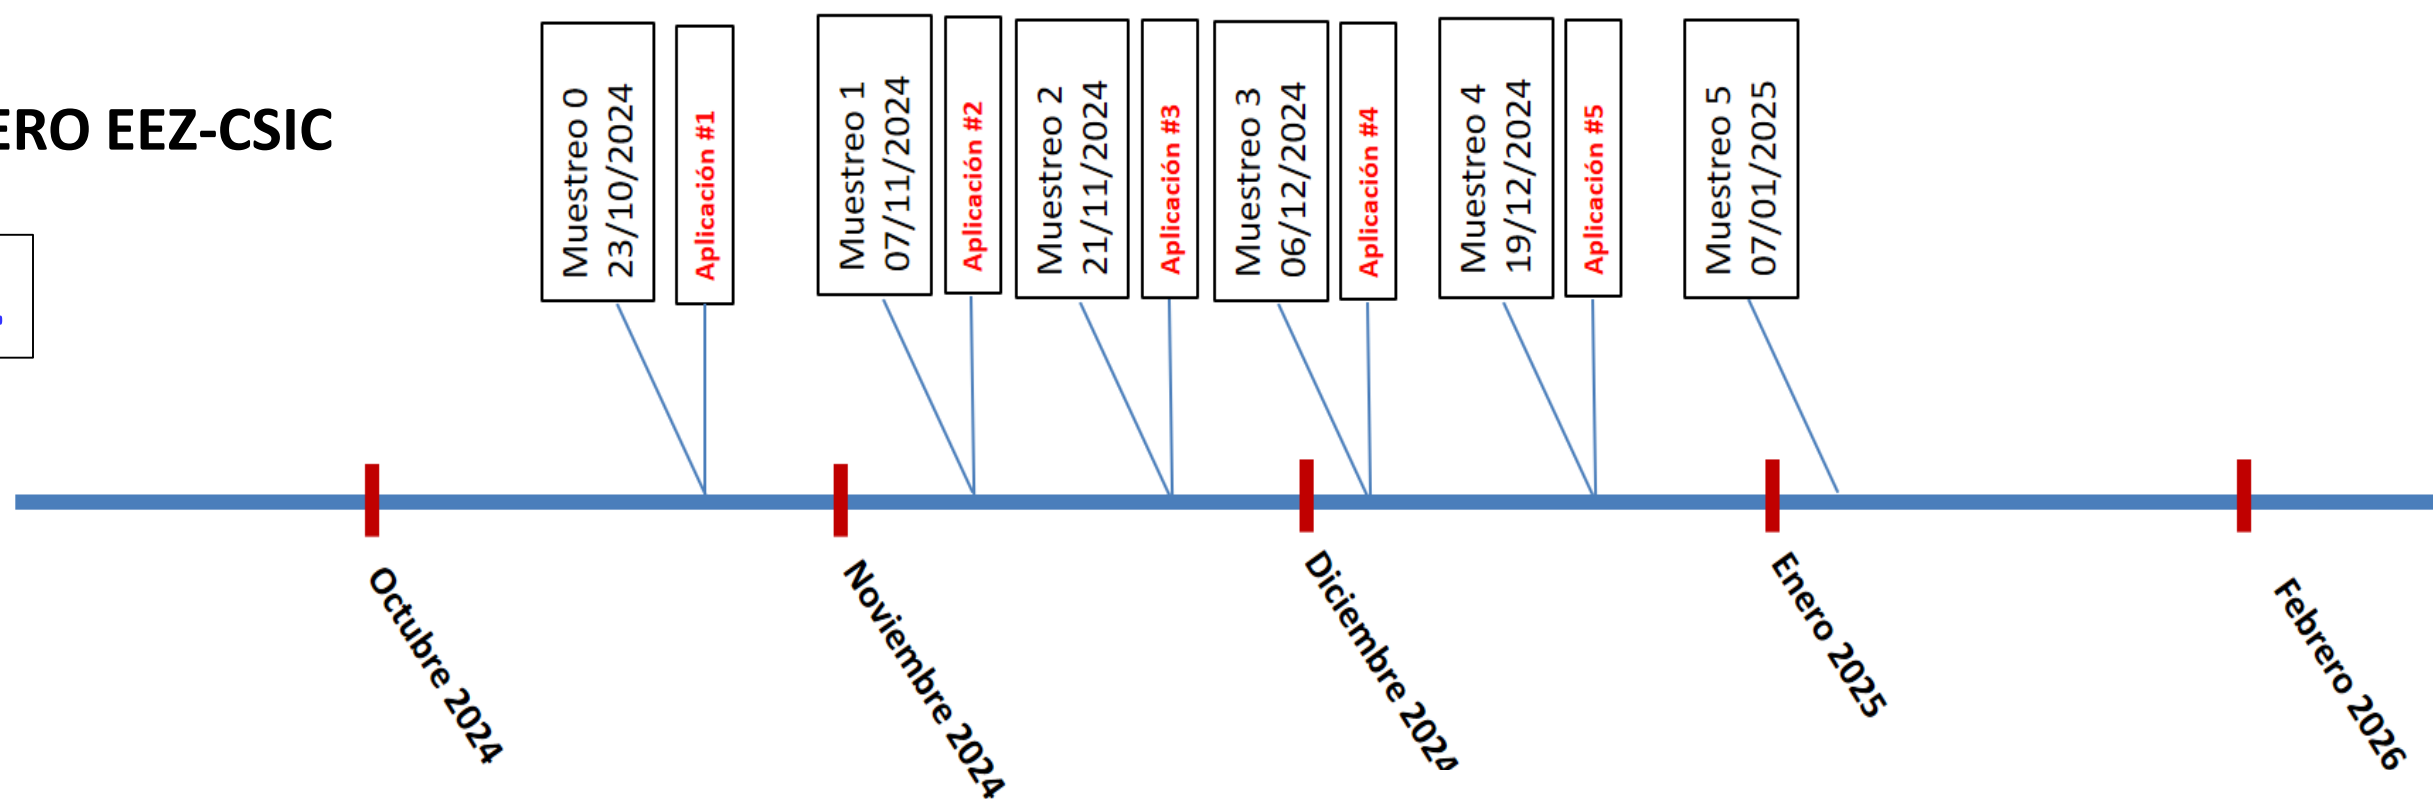 ERO EEZ-CSIC
Muestreo 0
23/10/2024
Aplicación #1
Muestreo 1
07/11/2024
Aplicación #2
Muestreo 2
21/11/2024
Aplicación #3
Muestreo 3
06/12/2024
Aplicación #4
Muestreo 4
19/12/2024
Aplicación #5
Muestreo 5
07/01/2025
Octubre 2024
Noviembre 2024
Diciembre 2024
Enero 2025
Febrero 2026